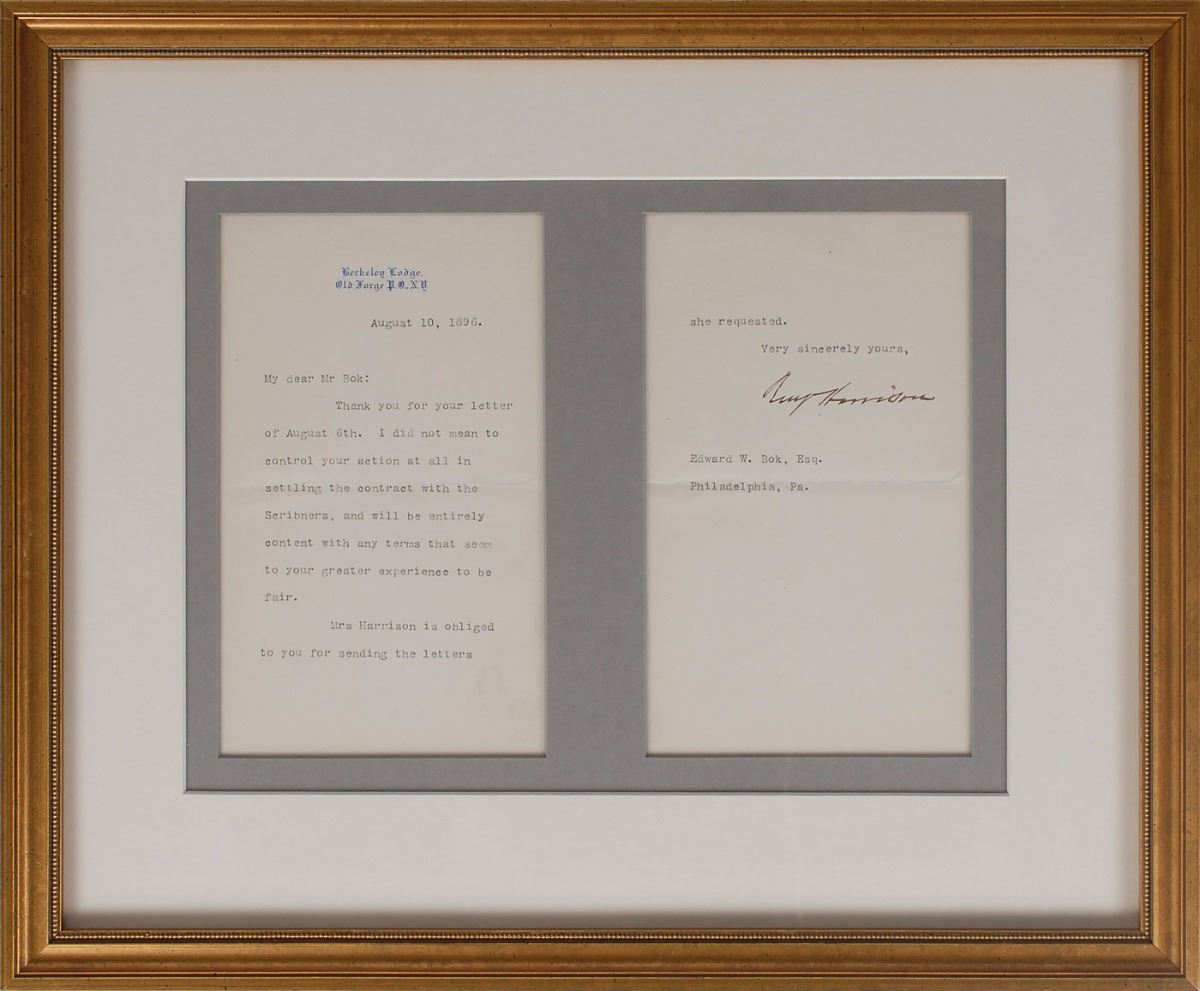 Berkeley Lodge,
Old Forge P.O., N.Y.
August 10, 1896.
My dear Mr Bok:
Thank you for your letter
of August 6th. I did not mean to
control your action at all in
settling the contract with the
Scribners, and will be entirely
content with any terms that seem
to your greater experience to be
fair.
Mrs Harrison is obliged
to you for sending the letters
she requested.
Very sincerely yours,
Benj Harrison
Edward W. Bok, Esq.
Philadelphia, Pa.